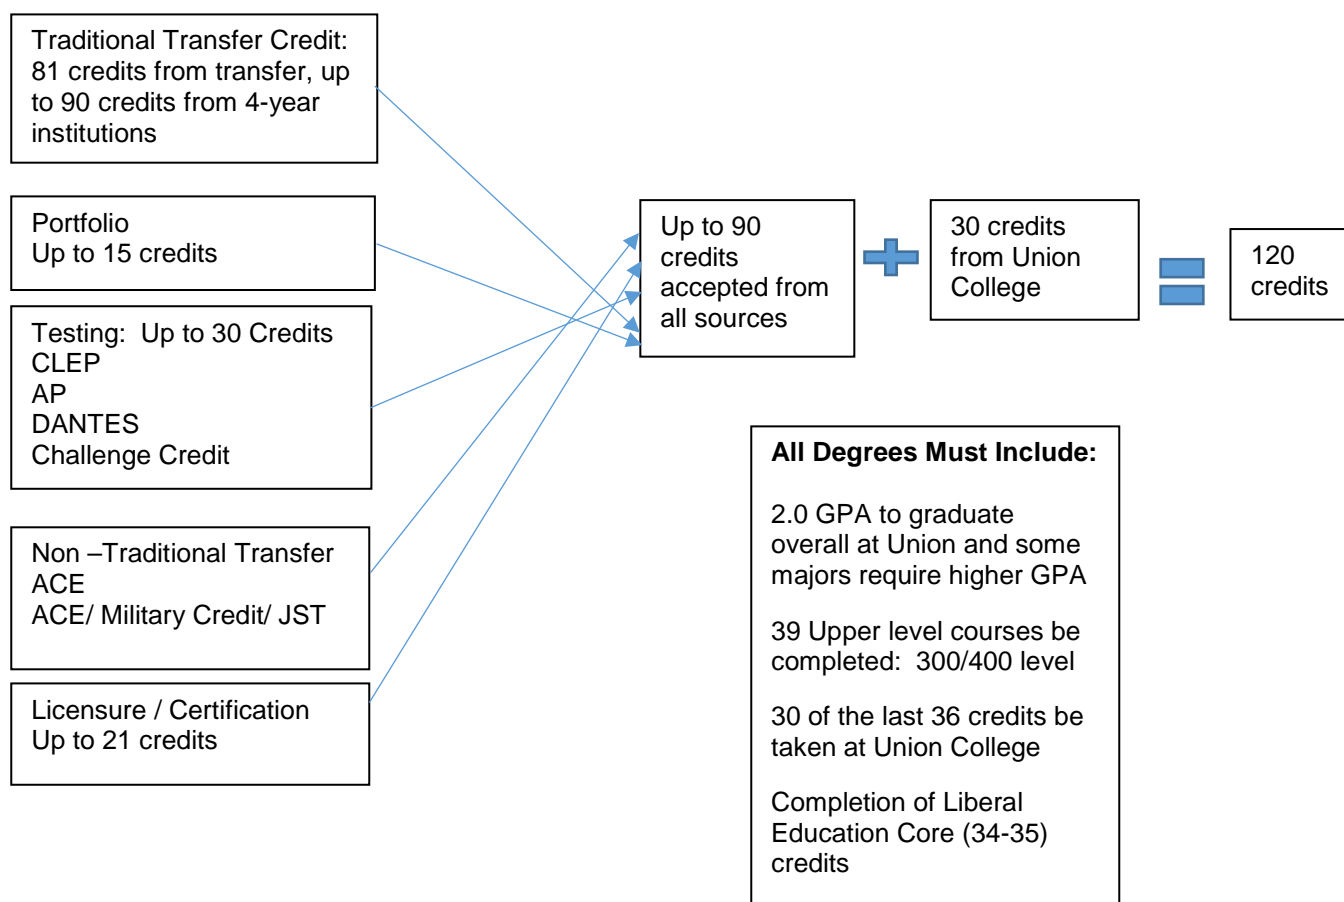 Traditional Transfer Credit:
81 credits from transfer, up
to 90 credits from 4-year
institutions
Portfolio
Up to 15 credits
Testing:  Up to 30 Credits
CLEP
AP
DANTES
Challenge Credit
Non –Traditional Transfer
ACE
ACE/ Military Credit/ JST
Licensure / Certification
Up to 21 credits
Up to 90
credits
accepted from
all sources
30 credits
from Union
College
120
credits
All Degrees Must Include:
2.0 GPA to graduate
overall at Union and some
majors require higher GPA
39 Upper level courses be
completed:  300/400 level
30 of the last 36 credits be
taken at Union College
Completion of Liberal
Education Core (34-35)
credits